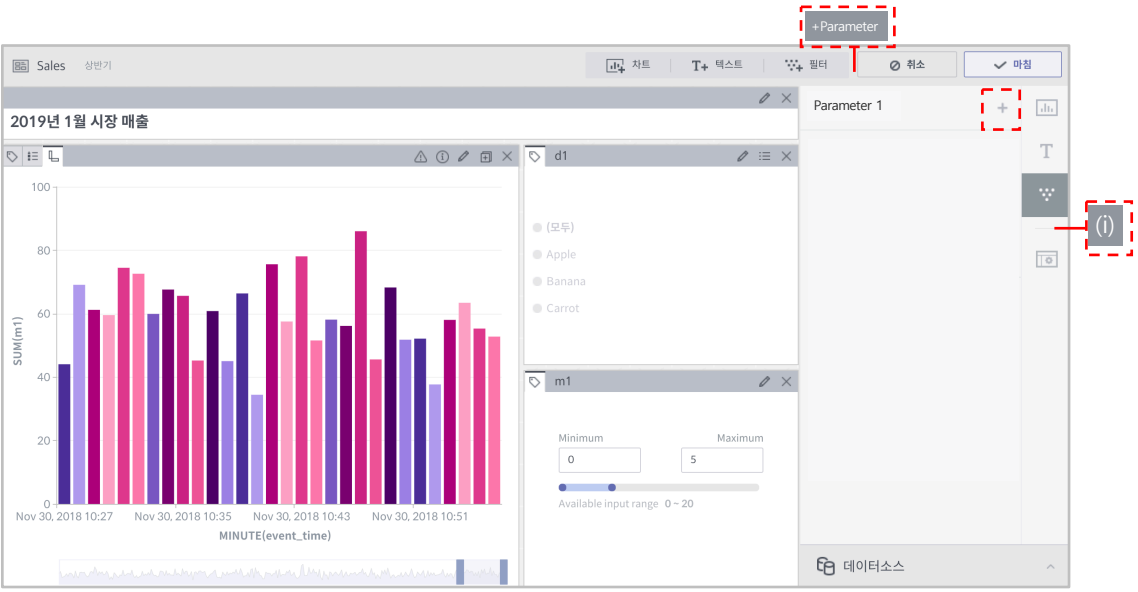 +Parameter
Sales 상반기 차트 T+ 텍스트 필터 취소 마침
Parameter 1 +
2019년 1월 시장 매출
T
d1
(모두)
Apple
Banana
Carrot
(i)
100
80
60
40
20
0
SUM(m1)
Nov 30, 2018 10:27 Nov 30, 2018 10:35 Nov 30, 2018 10:43 Nov 30, 2018 10:51
MINUTE(event_time)
m1
Minimum Maximum
0 5
Available input range 0 ~ 20
데이터소스